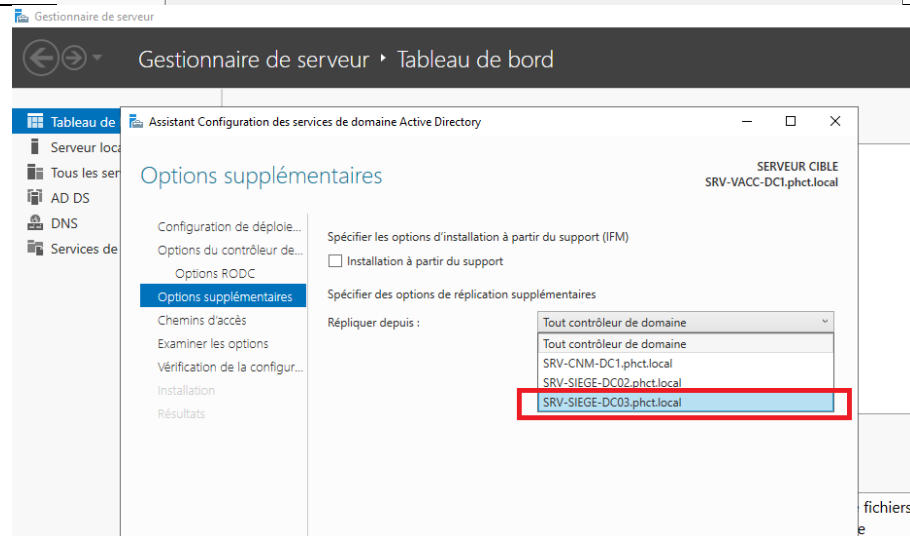 Gestionnaire de serveur
Gestionnaire de serveur ‣ Tableau de bord
Tableau de
Serveur loca
Tous les ser
AD DS
DNS
Services de
Assistant Configuration des services de domaine Active Directory
Options supplémentaires
SERVEUR CIBLE
SRV-VACC-DC1.phct.local
Configuration de déploie...
Options du contrôleur de...
Options RODC
Options supplémentaires
Chemins d'accès
Examiner les options
Vérification de la configur...
Installation
Résultats
Spécifier les options d'installation à partir du support (IFM)
Installation à partir du support
Spécifier des options de réplication supplémentaires
Répliquer depuis :
Tout contrôleur de domaine
Tout contrôleur de domaine
SRV-CNM-DC1.phct.local
SRV-SIEGE-DC02.phct.local
SRV-SIEGE-DC03.phct.local
fichiers
e